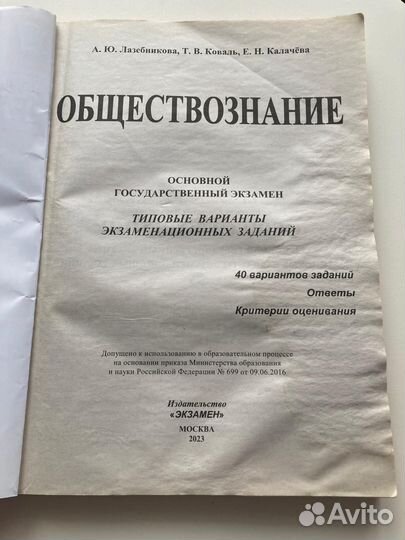 А. Ю. Лазебникова, Т. В. Коваль, Е. Н. Калачёва
ОБЩЕСТВОЗНАНИЕ
ОСНОВНОЙ
ГОСУДАРСТВЕННЫЙ ЭКЗАМЕН
ТИПОВЫЕ ВАРИАНТЫ
ЭКЗАМЕНАЦИОННЫХ ЗАДАНИЙ
40 вариантов заданий
Ответы
Критерии оценивания
Допущено к использованию в образовательном процессе
на основании приказа Министерства образования
и науки Российской Федерации № 699 от 09.06.2016
Издательство
«ЭКЗАМЕН»
МОСКВА
2023
Avito